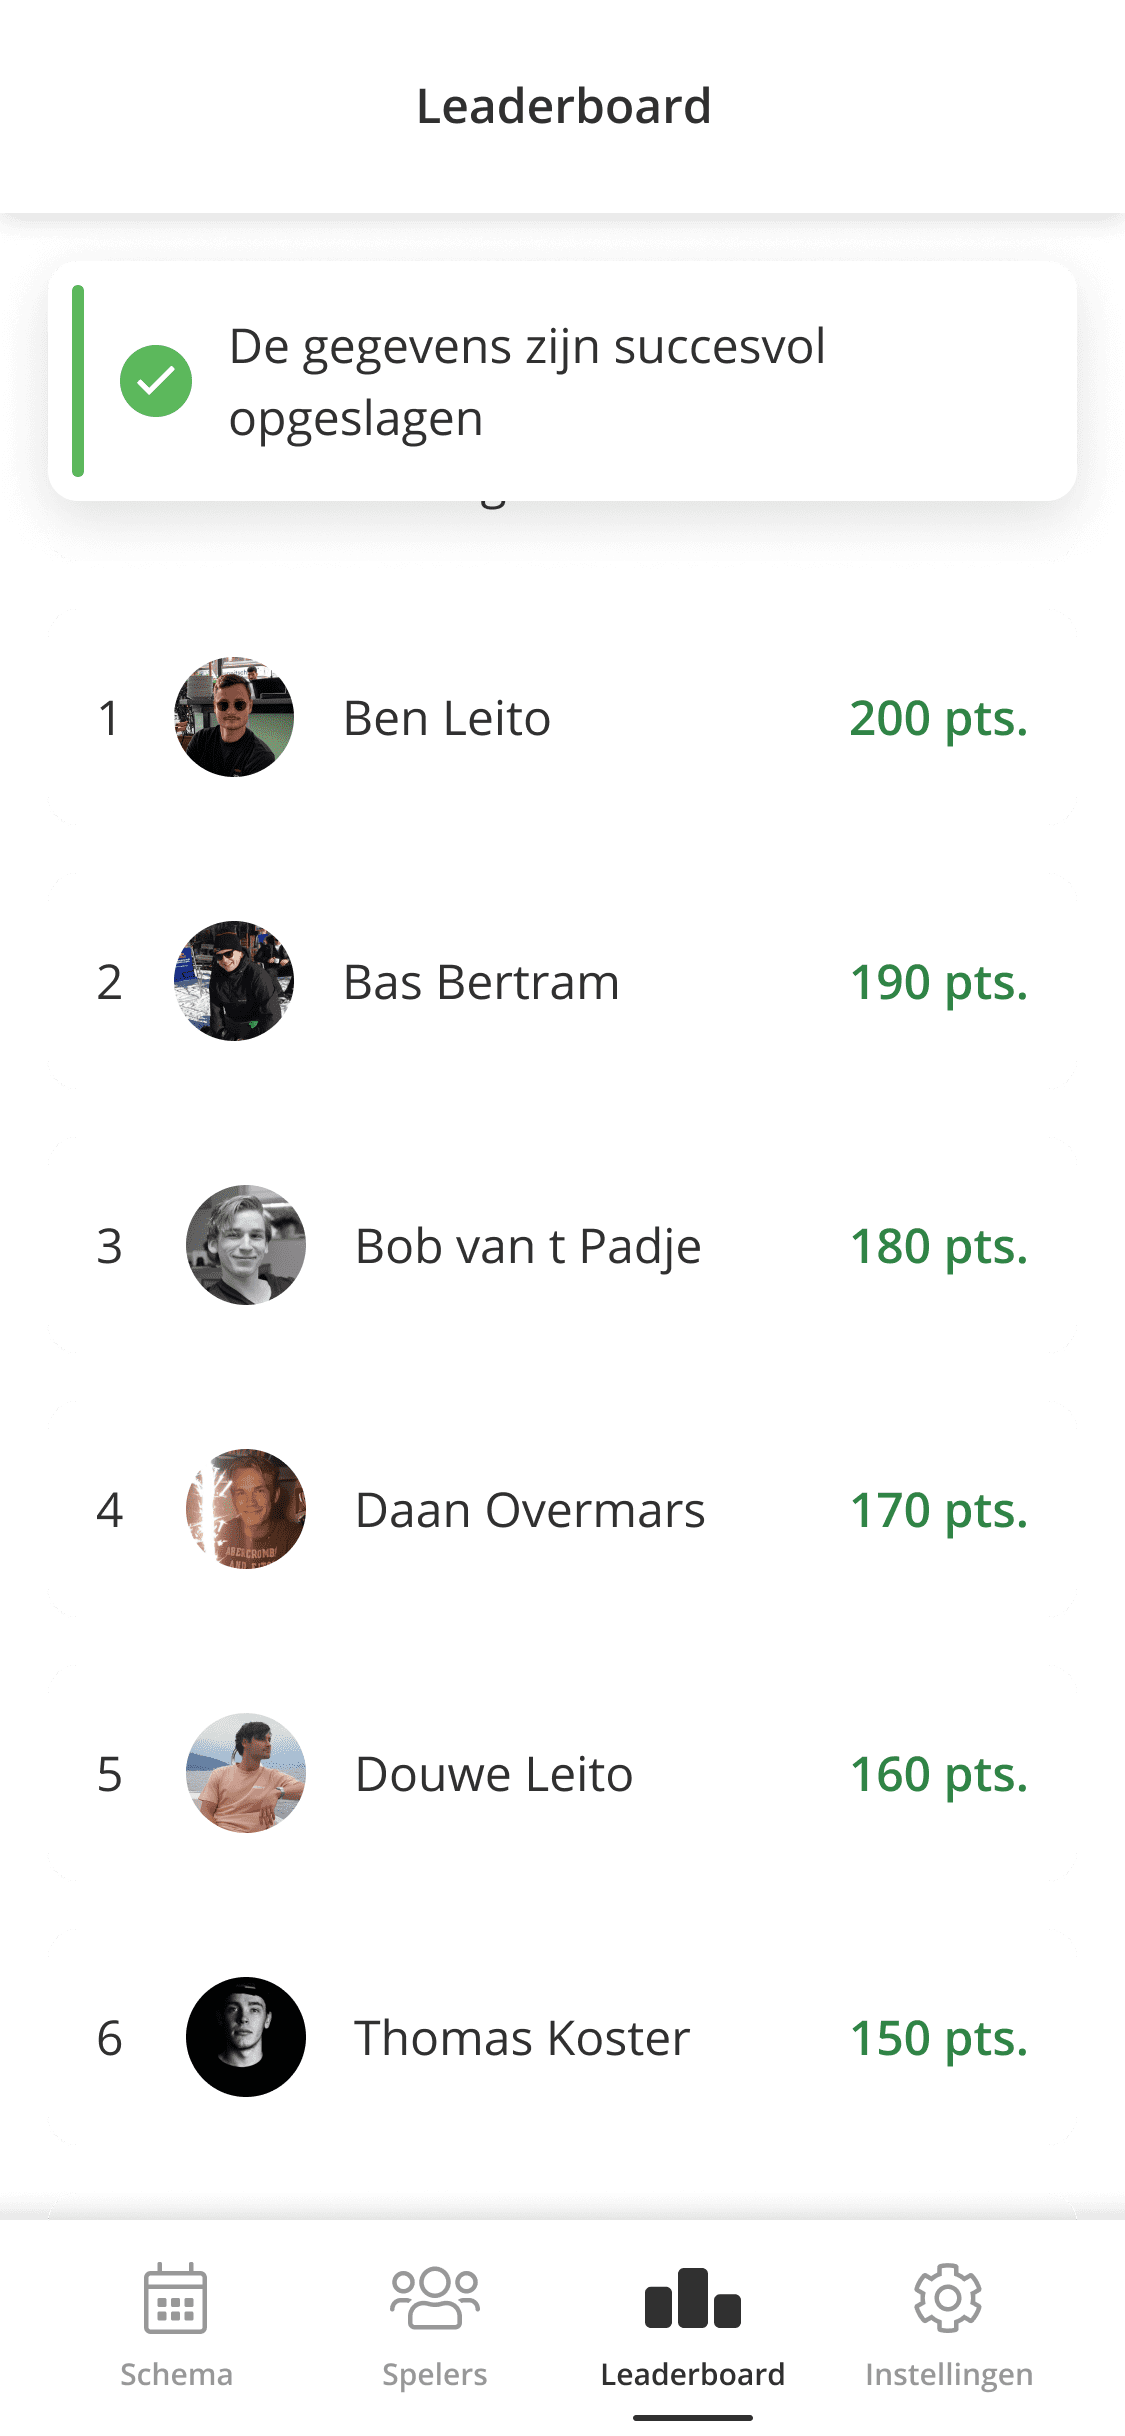 Leaderboard
De gegevens zijn succesvol
opgeslagen
1 Ben Leito 200 pts.
2 Bas Bertram 190 pts.
3 Bob van t Padje 180 pts.
4 Daan Overmars 170 pts.
ABERCROMBI
5 Douwe Leito 160 pts.
6 Thomas Koster 150 pts.
Schema Spelers Leaderboard Instellingen